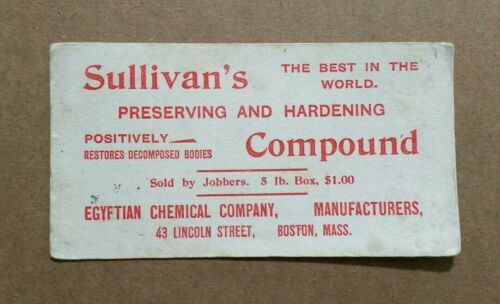 Sullivan's THE BEST IN THE
WORLD.
PRESERVING AND HARDENING
POSITIVELY
RESTORES DECOMPOSED BODIES Compound
Sold by Jobbers. 5 lb. Box, $1.00
EGYFTIAN CHEMICAL COMPANY, MANUFACTURERS,
43 LINCOLN STREET, BOSTON, MASS.